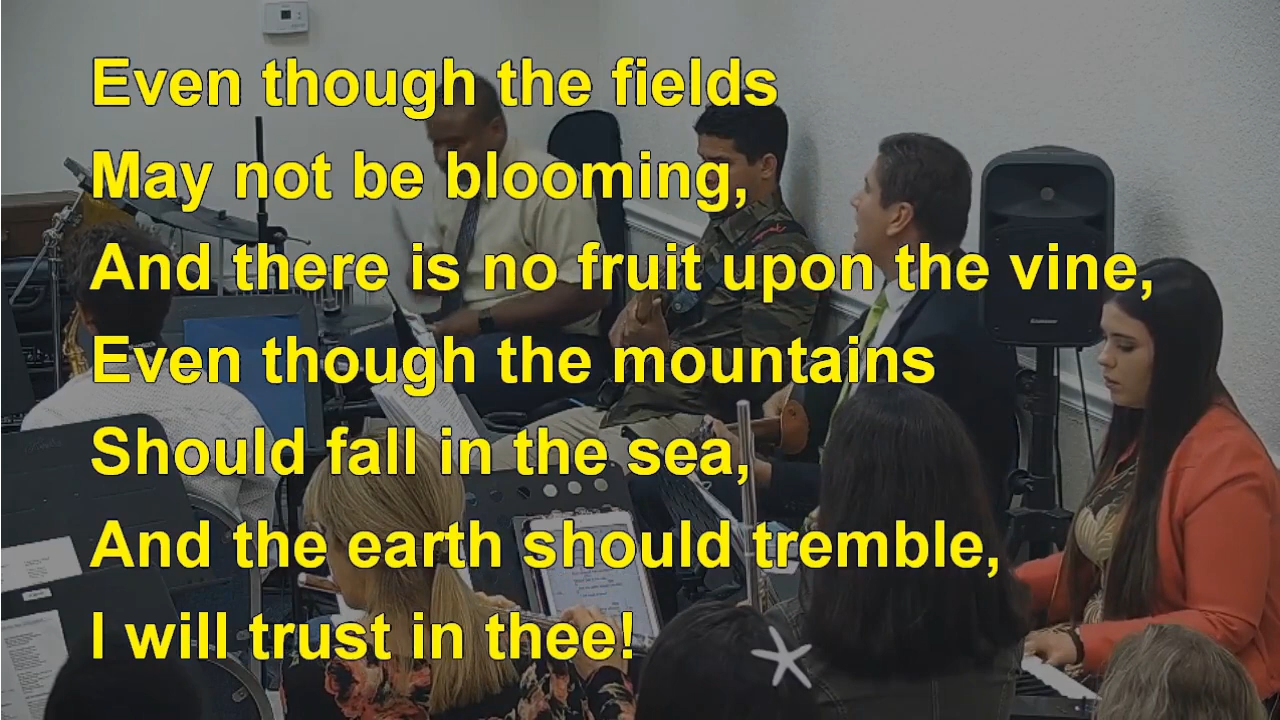 Even though the fields
May not be blooming,
And there is no fruit upon the vine,
Even though the mountains
Should fall in the sea,
And the earth should tremble,
I will trust in thee!